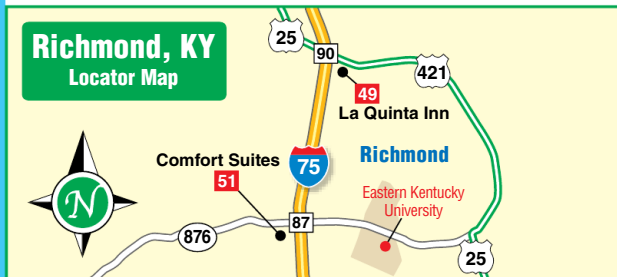 Richmond, KY
Locator Map
25
90
421
49
La Quinta Inn
Comfort Suites
51
75
Richmond
Eastern Kentucky
University
N
876
87
25